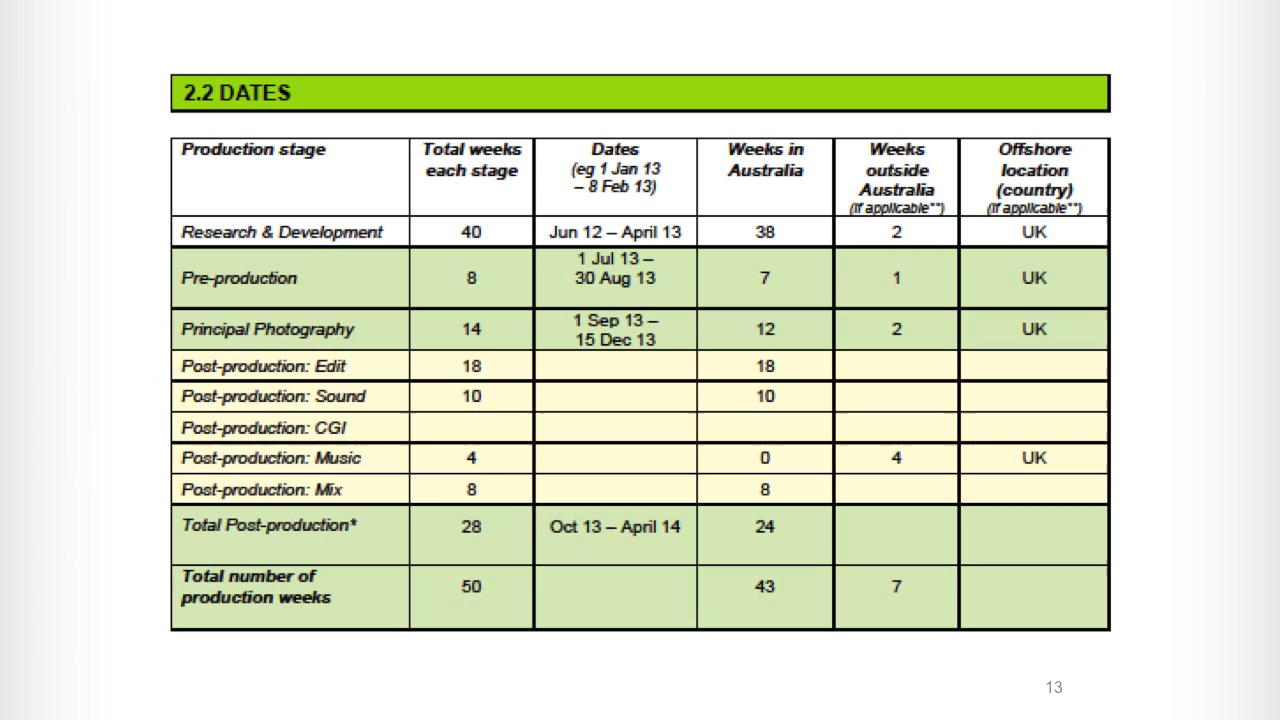 2.2 DATES
Production stage Total weeks each stage Dates (eg 1 Jan 13 – 8 Feb 13) Weeks in Australia Weeks outside Australia (if applicable**) Offshore location (country) (if applicable**)
Research & Development 40 Jun 12 – April 13 38 2 UK
Pre-production 8 1 Jul 13 – 30 Aug 13 7 1 UK
Principal Photography 14 1 Sep 13 – 15 Dec 13 12 2 UK
Post-production: Edit 18 18
Post-production: Sound 10 10
Post-production: CGI
Post-production: Music 4 0 4 UK
Post-production: Mix 8 8
Total Post-production* 28 Oct 13 – April 14 24
Total number of production weeks 50 43 7
13